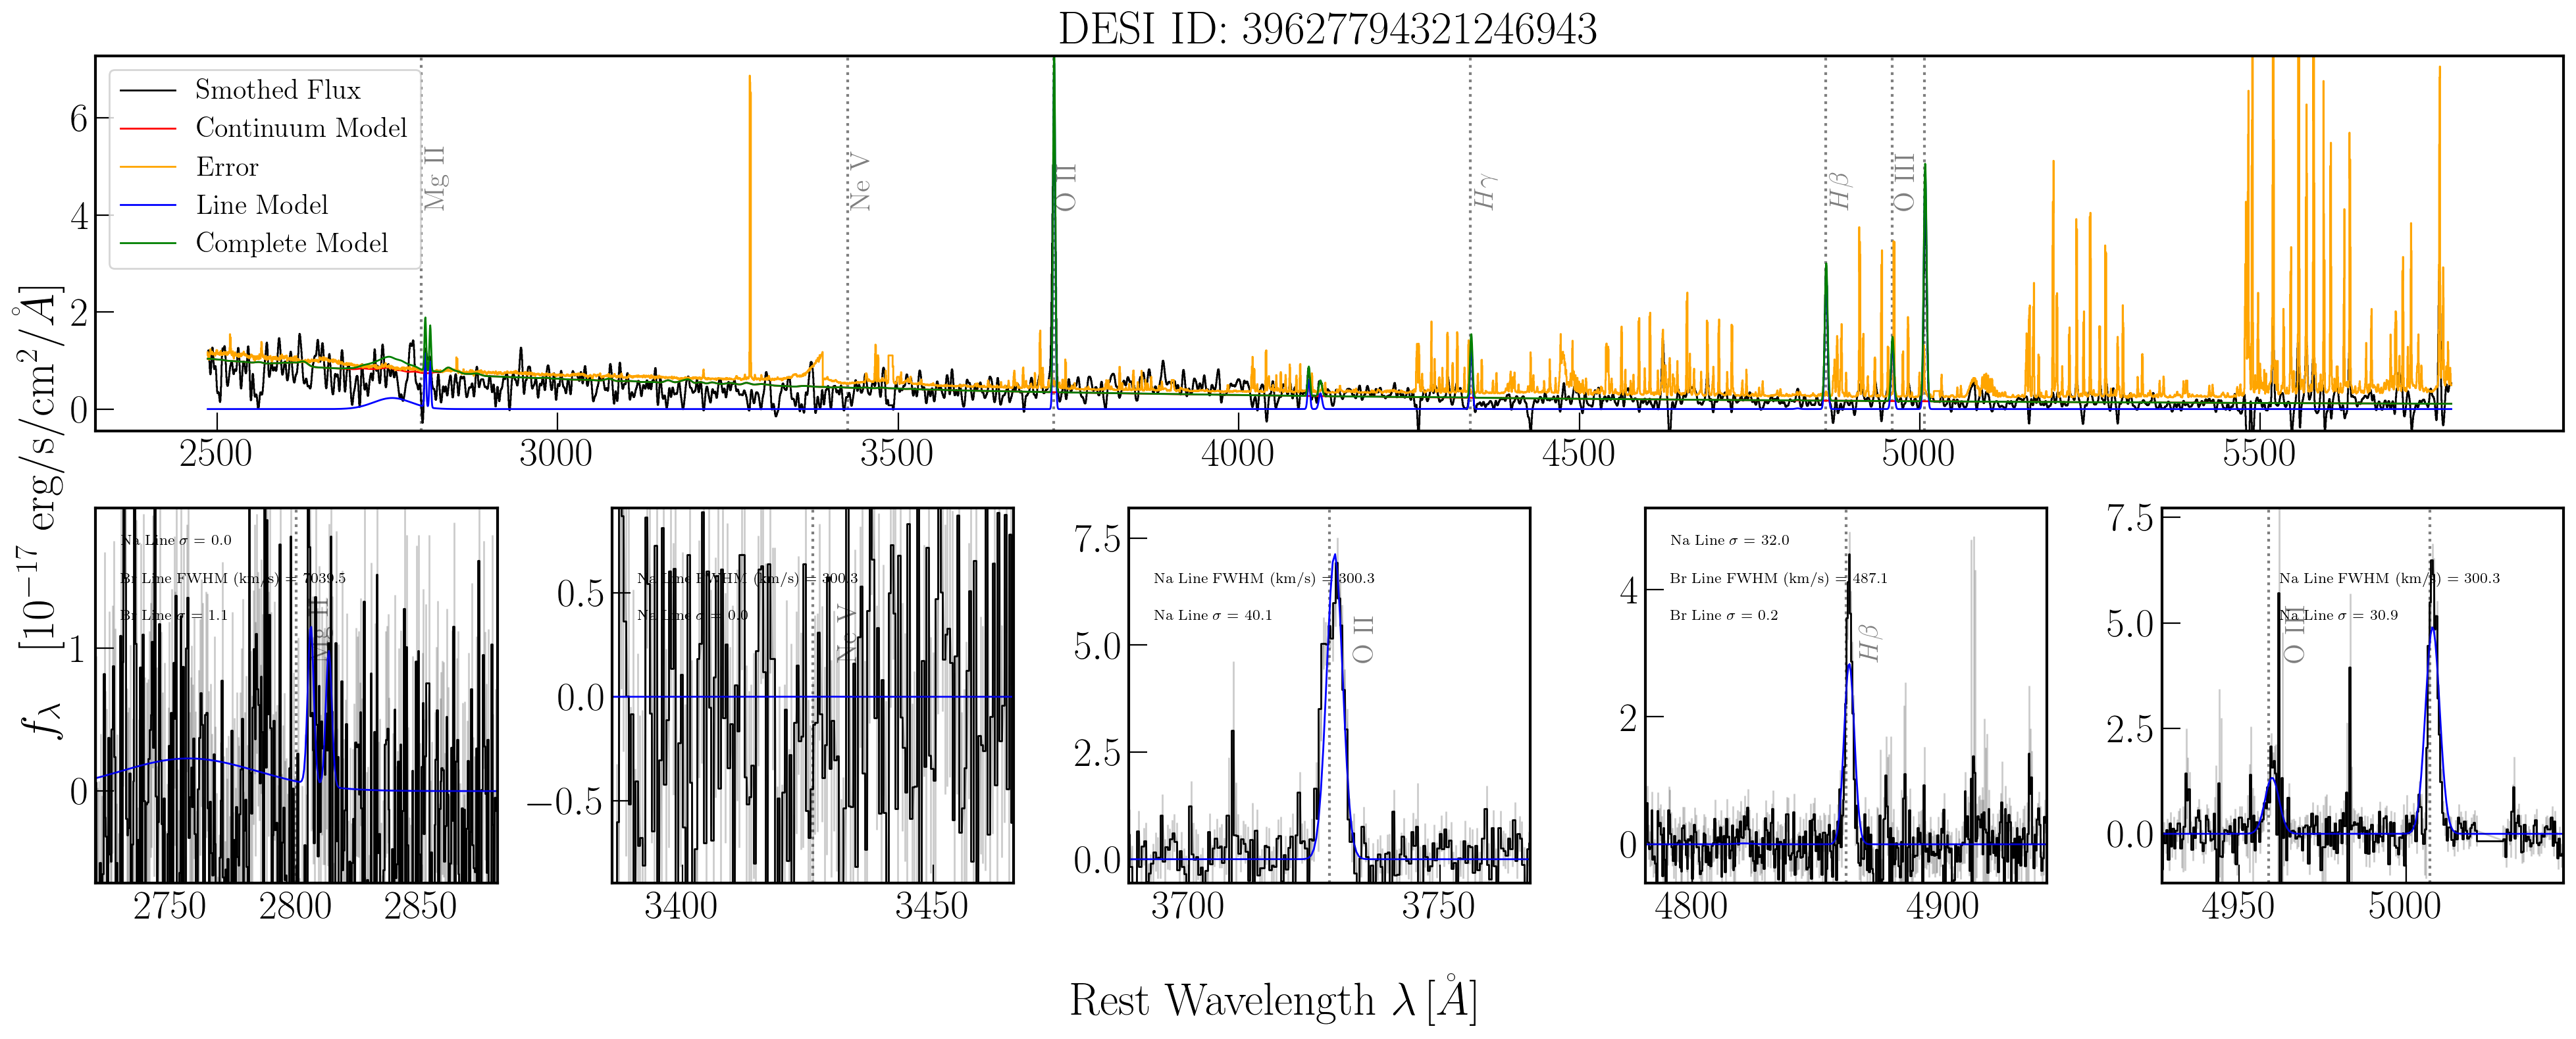 DESI ID: 39627794321246943
Smothed Flux
Continuum Model
Error
Line Model
Complete Model
Mg II
Ne V
O II
Hγ
Hβ
O III
6
4
2
0
2500 3000 3500 4000 4500 5000 5500
f_λ [10^{-17} erg/s/cm^2/Å]
Na Line σ = 0.0
Br Line FWHM (km/s) = 7039.5
Br Line σ = 1.1
Mg II
1
0
2750 2800 2850
Na Line FWHM (km/s) = 300.3
Na Line σ = 0.0
Ne V
0.5
0.0
−0.5
3400 3450
Na Line FWHM (km/s) = 300.3
Na Line σ = 40.1
O II
7.5
5.0
2.5
0.0
3700 3750
Na Line σ = 32.0
Br Line FWHM (km/s) = 487.1
Br Line σ = 0.2
Hβ
4
2
0
4800 4900
Na Line FWHM (km/s) = 300.3
Na Line σ = 30.9
O III
7.5
5.0
2.5
0.0
4950 5000
Rest Wavelength λ [Å]